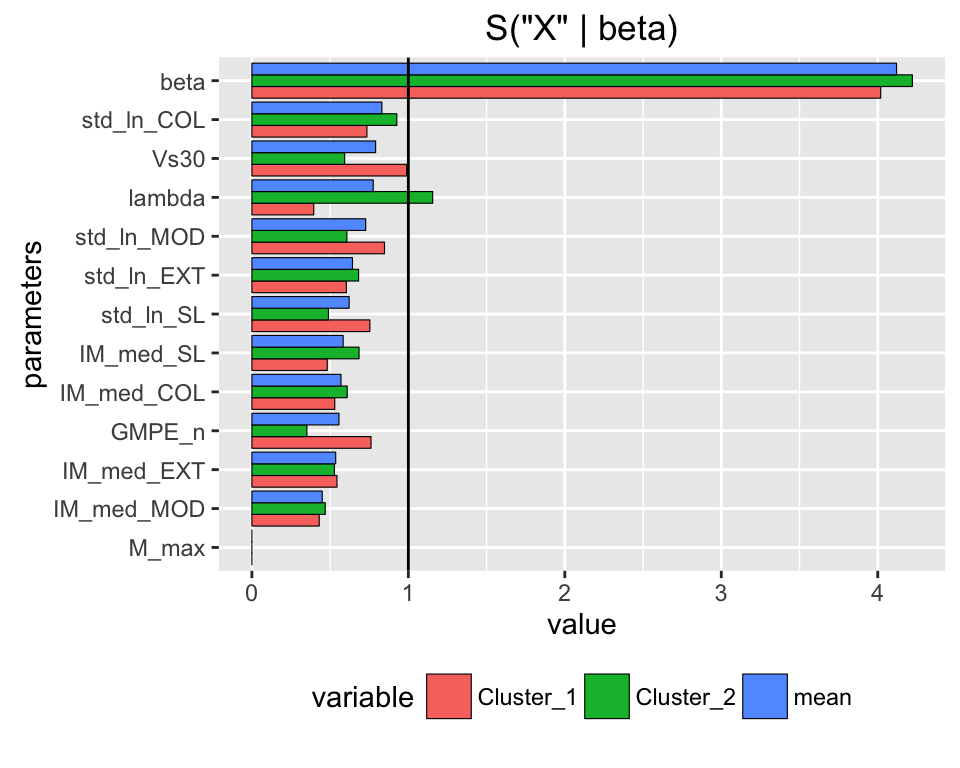 S("X" | beta)
parameters
beta
std_ln_COL
Vs30
lambda
std_ln_MOD
std_ln_EXT
std_ln_SL
IM_med_SL
IM_med_COL
GMPE_n
IM_med_EXT
IM_med_MOD
M_max
0 1 2 3 4
value
variable Cluster_1 Cluster_2 mean